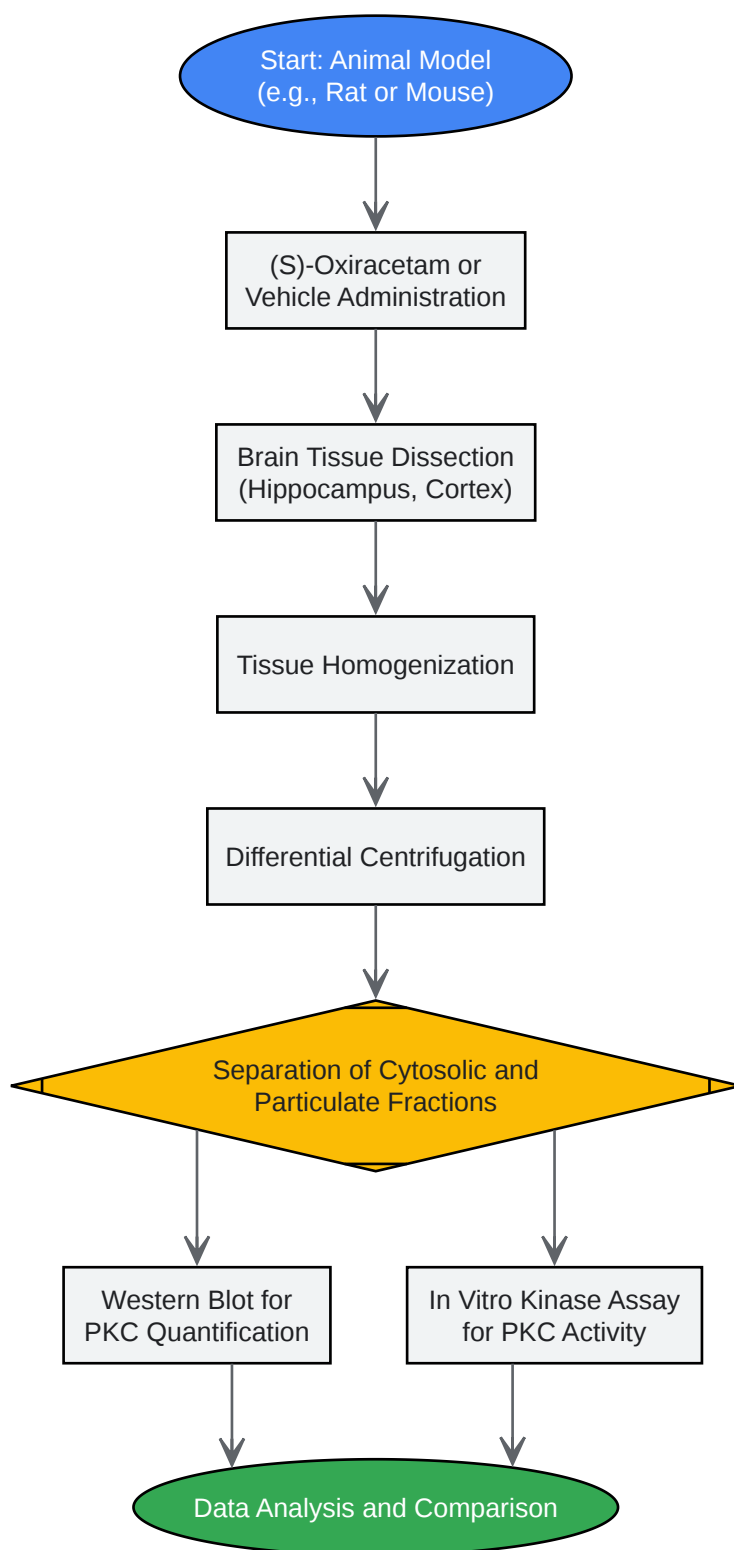 Start: Animal Model
(e.g., Rat or Mouse)
(S)-Oxiracetam or
Vehicle Administration
Brain Tissue Dissection
(Hippocampus, Cortex)
Tissue Homogenization
Differential Centrifugation
Separation of Cytosolic and
Particulate Fractions
Western Blot for
PKC Quantification
In Vitro Kinase Assay
for PKC Activity
Data Analysis and Comparison